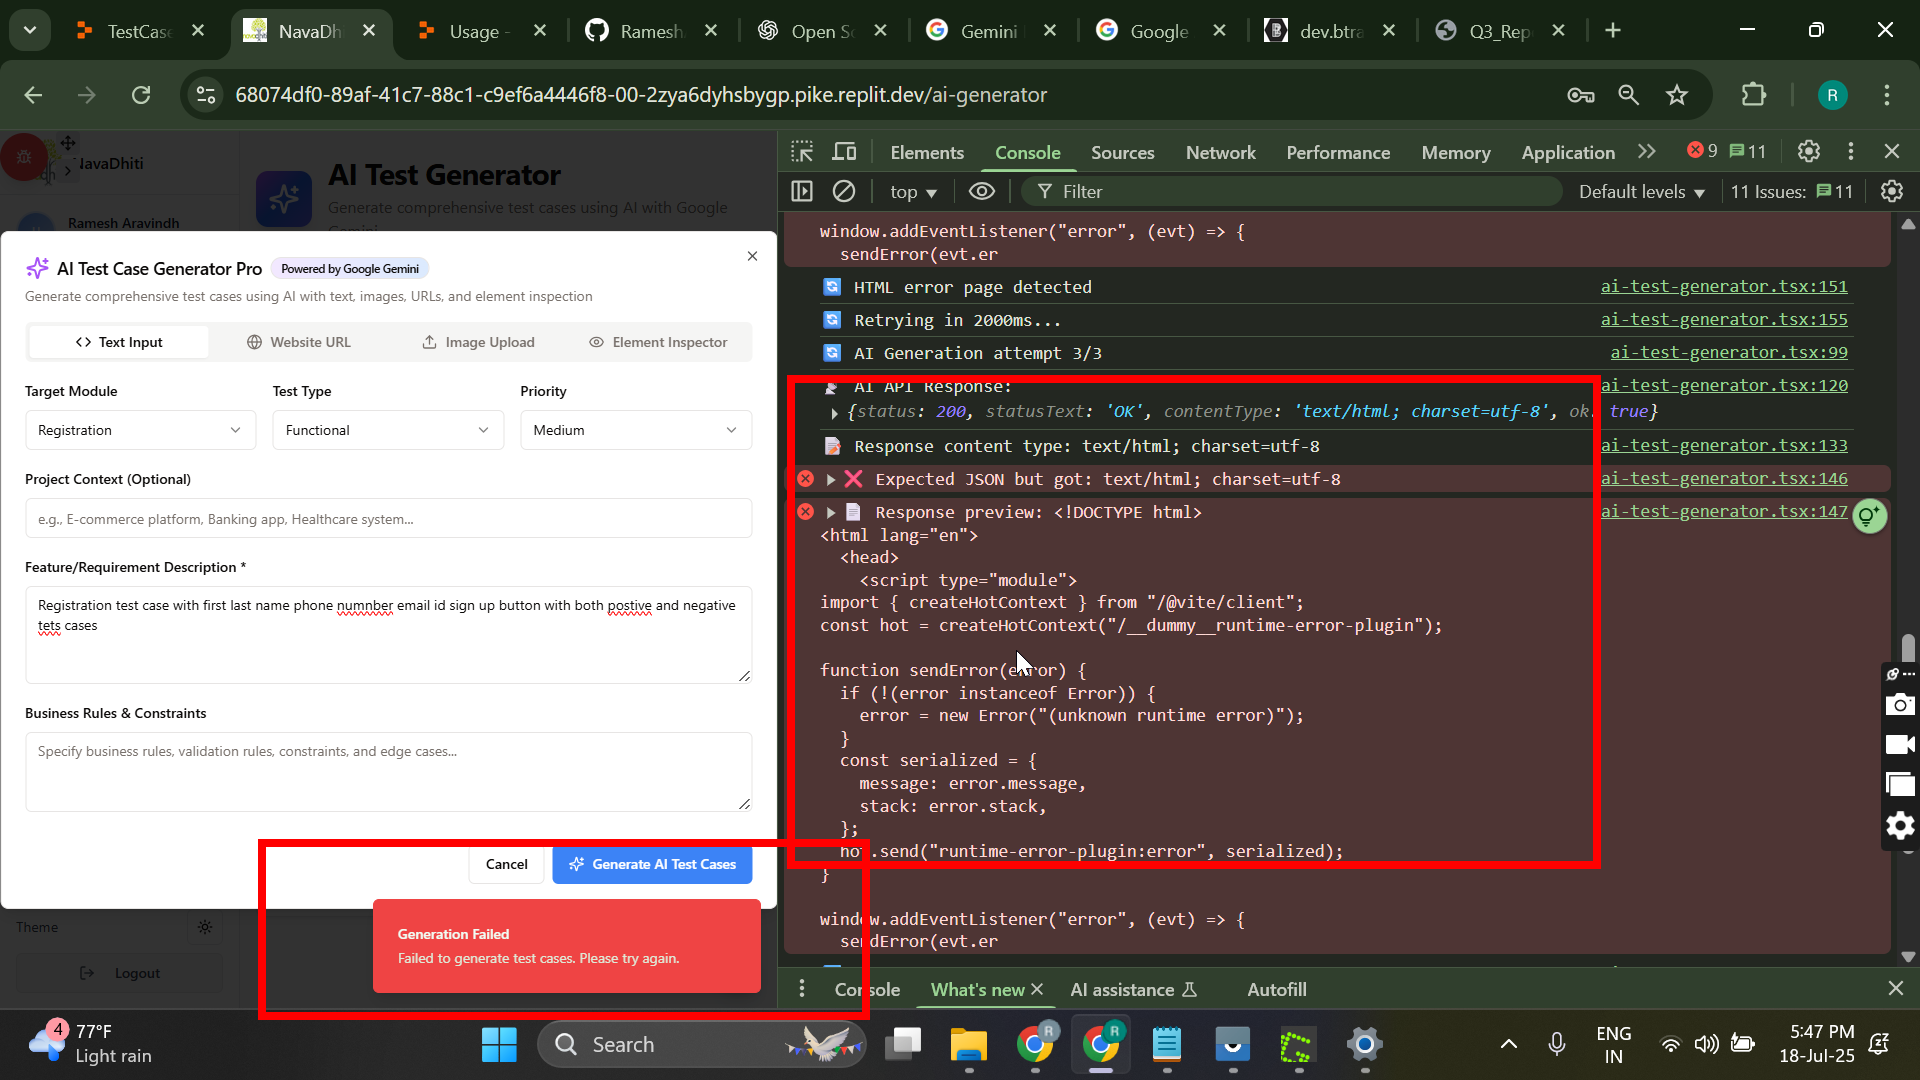 TestCase
NavaDh
Usage -
Ramesh
Open So
Gemini
Google
dev.btra
Q3_Rep
68074df0-89af-41c7-88c1-c9ef6a4446f8-00-2zya6dyhsbygp.pike.replit.dev/ai-generator
R
NavaDhiti
Ramesh Aravindh
AI Test Generator
Generate comprehensive test cases using AI with Google
Gemini
AI Test Case Generator Pro
Powered by Google Gemini
Generate comprehensive test cases using AI with text, images, URLs, and element inspection
Text Input
Website URL
Image Upload
Element Inspector
Target Module
Test Type
Priority
Registration
Functional
Medium
Project Context (Optional)
e.g., E-commerce platform, Banking app, Healthcare system...
Feature/Requirement Description *
Registration test case with first last name phone numnber email id sign up button with both postive and negative
tets cases
Business Rules & Constraints
Specify business rules, validation rules, constraints, and edge cases...
Cancel
Generate AI Test Cases
Generation Failed
Failed to generate test cases. Please try again.
Theme
Logout
Elements
Console
Sources
Network
Performance
Memory
Application
9
11
top
Filter
Default levels
11 Issues:
11
window.addEventListener("error", (evt) => {
sendError(evt.er
HTML error page detected
ai-test-generator.tsx:151
Retrying in 2000ms...
ai-test-generator.tsx:155
AI Generation attempt 3/3
ai-test-generator.tsx:99
AI API Response:
ai-test-generator.tsx:120
{status: 200, statusText: 'OK', contentType: 'text/html; charset=utf-8', ok: true}
Response content type: text/html; charset=utf-8
ai-test-generator.tsx:133
Expected JSON but got: text/html; charset=utf-8
ai-test-generator.tsx:146
Response preview: <!DOCTYPE html>
ai-test-generator.tsx:147
<html lang="en">
<head>
<script type="module">
import { createHotContext } from "/@vite/client";
const hot = createHotContext("/__dummy__runtime-error-plugin");
function sendError(error) {
if (!(error instanceof Error)) {
error = new Error("(unknown runtime error)");
}
const serialized = {
message: error.message,
stack: error.stack,
};
hot.send("runtime-error-plugin:error", serialized);
}
window.addEventListener("error", (evt) => {
sendError(evt.er
Console
What's new
AI assistance
Autofill
4
77°F
Light rain
Search
R
R
ENG
IN
5:47 PM
18-Jul-25